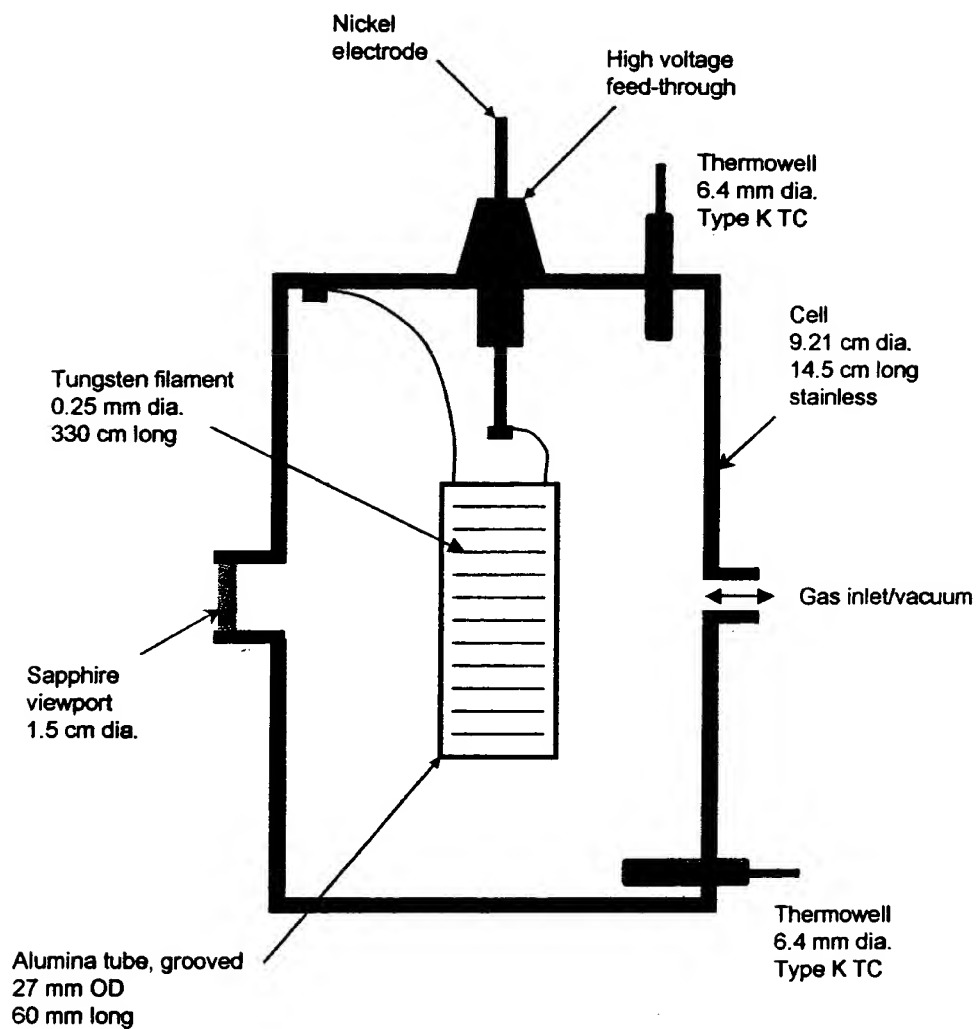 Nickel
electrode
High voltage
feed-through
Thermowell
6.4 mm dia.
Type K TC
Cell
9.21 cm dia.
14.5 cm long
stainless
Tungsten filament
0.25 mm dia.
330 cm long
Gas inlet/vacuum
Sapphire
viewport
1.5 cm dia.
Thermowell
6.4 mm dia.
Type K TC
Alumina tube, grooved
27 mm OD
60 mm long